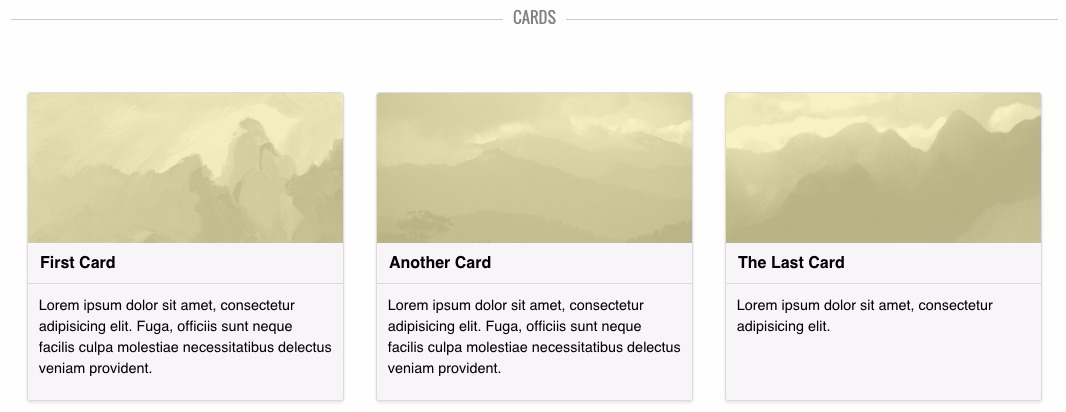 CARDS
First Card
Lorem ipsum dolor sit amet, consectetur
adipisicing elit. Fuga, officiis sunt neque
facilis culpa molestiae necessitatibus delectus
veniam provident.
Another Card
Lorem ipsum dolor sit amet, consectetur
adipisicing elit. Fuga, officiis sunt neque
facilis culpa molestiae necessitatibus delectus
veniam provident.
The Last Card
Lorem ipsum dolor sit amet, consectetur
adipisicing elit.